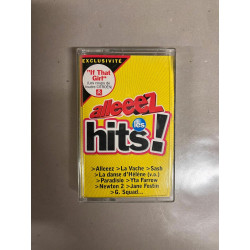 EXCLUSIVITÉ
"If That
Girl"
alleeez
les
hits!
>Alleeez >La Vache >Sash
>La danse d'Hélène (v.o.)
>Paradisio >Yta Farrow
>Newton 2 >Jane Fostin
>G. Squad...